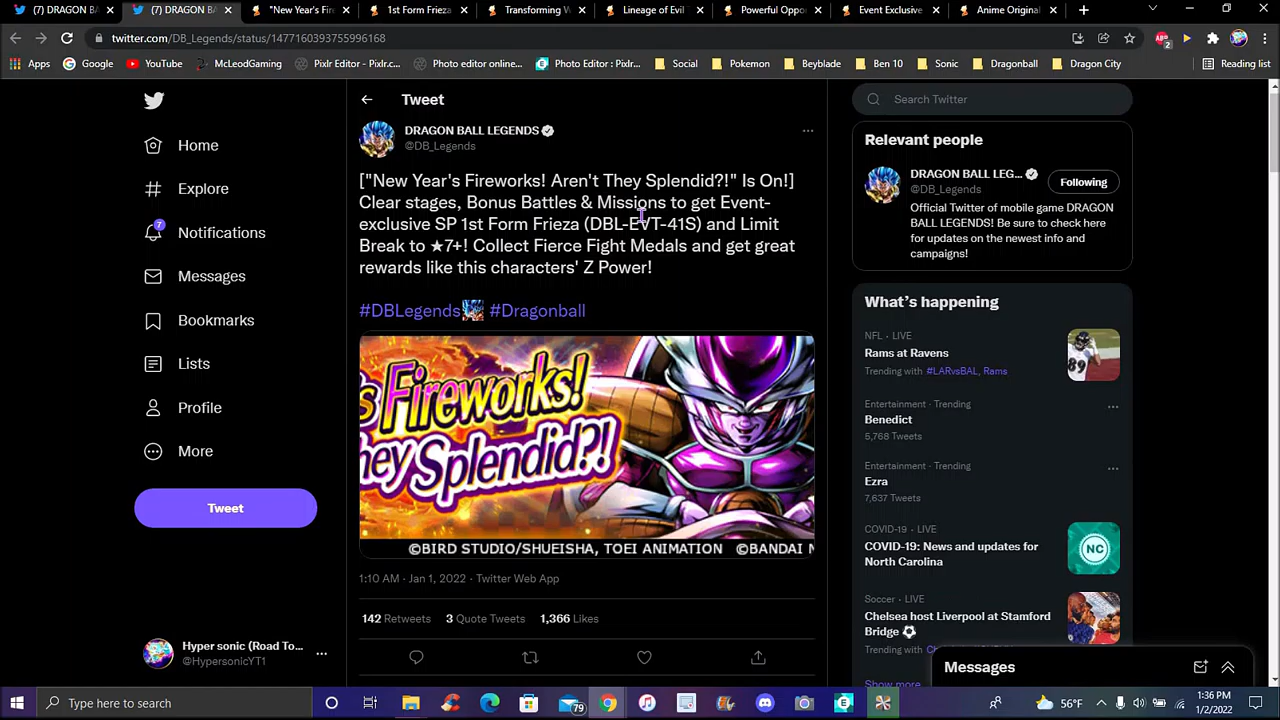 (7) DRAGON BA
(7) DRAGON BA
"New Year's Fire
1st Form Frieza
Transforming W
Lineage of Evil
Powerful Oppo
Event Exclusive
Anime Original
twitter.com/DB_Legends/status/1477160393755996168
2
Apps
Google
YouTube
McLeodGaming
Pixlr Editor - Pixlr.c...
Photo editor online...
Photo Editor : Pixlr...
Social
Pokemon
Beyblade
Ben 10
Sonic
Dragonball
Dragon City
Reading list
Home
Explore
7
Notifications
Messages
Bookmarks
Lists
Profile
More
Tweet
Hyper sonic (Road To...
@HypersonicYT1
Tweet
DRAGON BALL LEGENDS
@DB_Legends
["New Year's Fireworks! Aren't They Splendid?!" Is On!]
Clear stages, Bonus Battles & Missions to get Event-
exclusive SP 1st Form Frieza (DBL-EVT-41S) and Limit
Break to ★7+! Collect Fierce Fight Medals and get great
rewards like this characters' Z Power!
#DBLegends #Dragonball
s Fireworks!
hey Splendid?!
©BIRD STUDIO/SHUEISHA, TOEI ANIMATION ©BANDAI N
1:10 AM · Jan 1, 2022 · Twitter Web App
142 Retweets 3 Quote Tweets 1,366 Likes
Search Twitter
Relevant people
DRAGON BALL LEG...
@DB_Legends
Following
Official Twitter of mobile game DRAGON
BALL LEGENDS! Be sure to check here
for updates on the newest info and
campaigns!
What's happening
NFL · LIVE
Rams at Ravens
Trending with #LARvsBAL, Rams
Entertainment · Trending
Benedict
5,768 Tweets
Entertainment · Trending
Ezra
7,637 Tweets
COVID-19 · LIVE
COVID-19: News and updates for
North Carolina
NC
Soccer · LIVE
Chelsea host Liverpool at Stamford
Bridge
Trending with
Show more
Messages
Type here to search
79
56°F
1:36 PM
1/2/2022